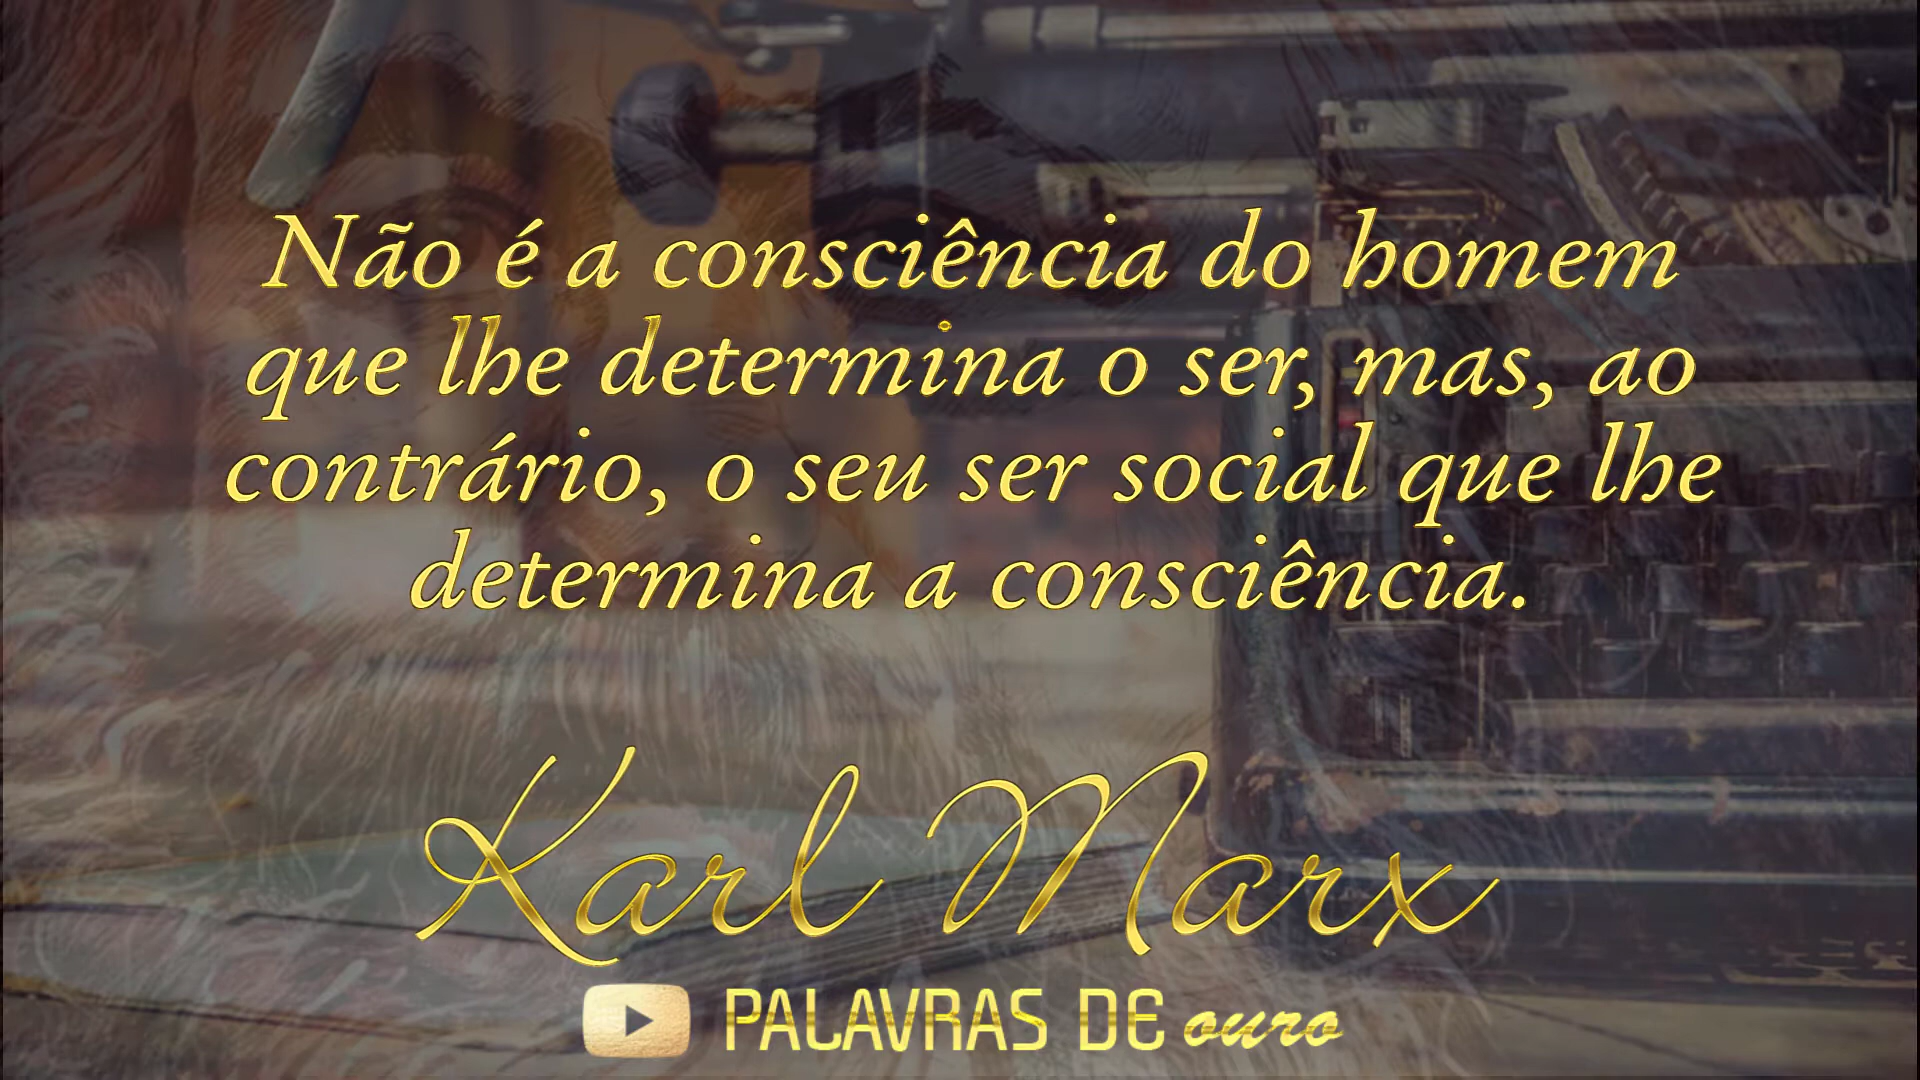 Não é a consciência do homem
que lhe determina o ser, mas, ao
contrário, o seu ser social que lhe
determina a consciência.
Karl Marx
PALAVRAS DE ouro